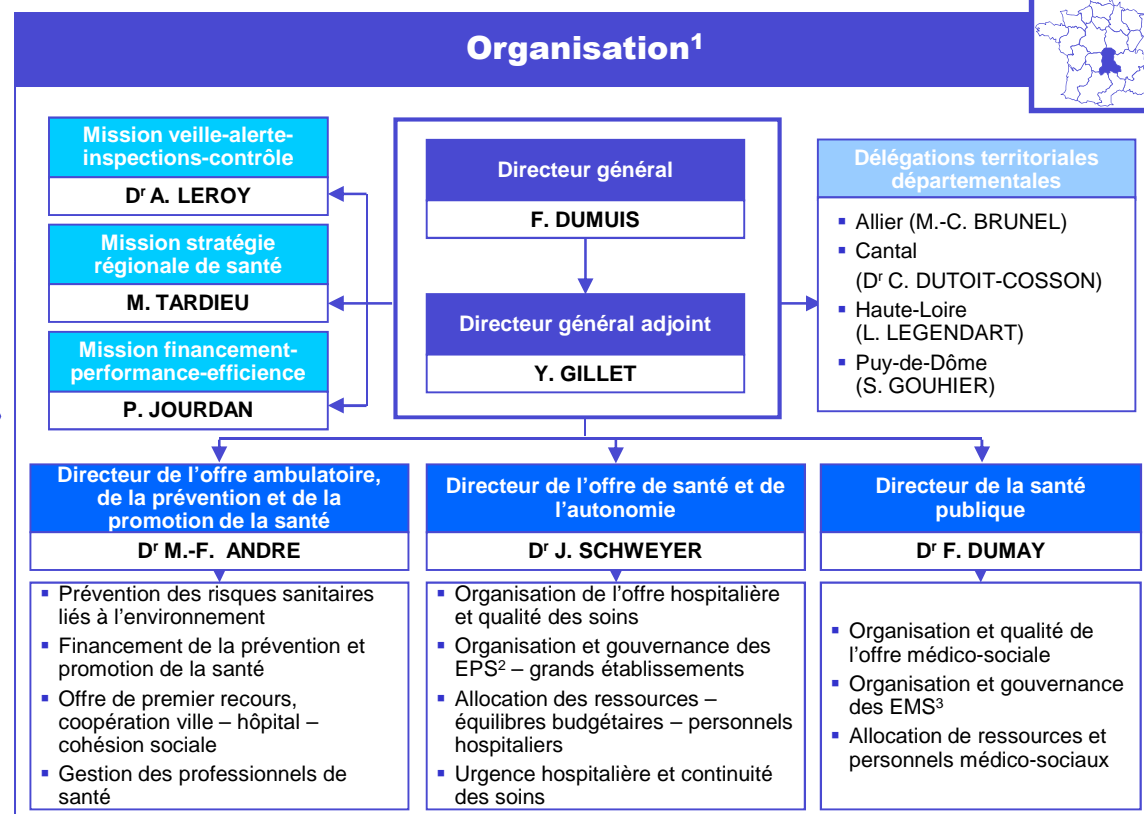 Organisation¹
Mission veille-alerte-
inspections-contrôle
Dʳ A. LEROY
Mission stratégie
régionale de santé
M. TARDIEU
Mission financement-
performance-efficience
P. JOURDAN
Directeur général
F. DUMUIS
Directeur général adjoint
Y. GILLET
Délégations territoriales
départementales
▪ Allier (M.-C. BRUNEL)
▪ Cantal
(Dʳ C. DUTOIT-COSSON)
▪ Haute-Loire
(L. LEGENDART)
▪ Puy-de-Dôme
(S. GOUHIER)
Directeur de l’offre ambulatoire,
de la prévention et de la
promotion de la santé
Dʳ M.-F. ANDRE
▪ Prévention des risques sanitaires
liés à l’environnement
▪ Financement de la prévention et
promotion de la santé
▪ Offre de premier recours,
coopération ville – hôpital –
cohésion sociale
▪ Gestion des professionnels de
santé
Directeur de l’offre de santé et de
l’autonomie
Dʳ J. SCHWEYER
▪ Organisation de l’offre hospitalière
et qualité des soins
▪ Organisation et gouvernance des
EPS² – grands établissements
▪ Allocation des ressources –
équilibres budgétaires – personnels
hospitaliers
▪ Urgence hospitalière et continuité
des soins
Directeur de la santé
publique
Dʳ F. DUMAY
▪ Organisation et qualité de
l’offre médico-sociale
▪ Organisation et gouvernance
des EMS³
▪ Allocation de ressources et
personnels médico-sociaux